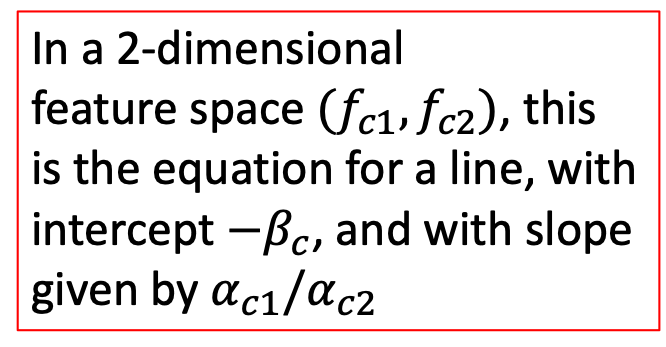 In a 2-dimensional
feature space (f_{c1}, f_{c2}), this
is the equation for a line, with
intercept −β_c, and with slope
given by α_{c1}/α_{c2}